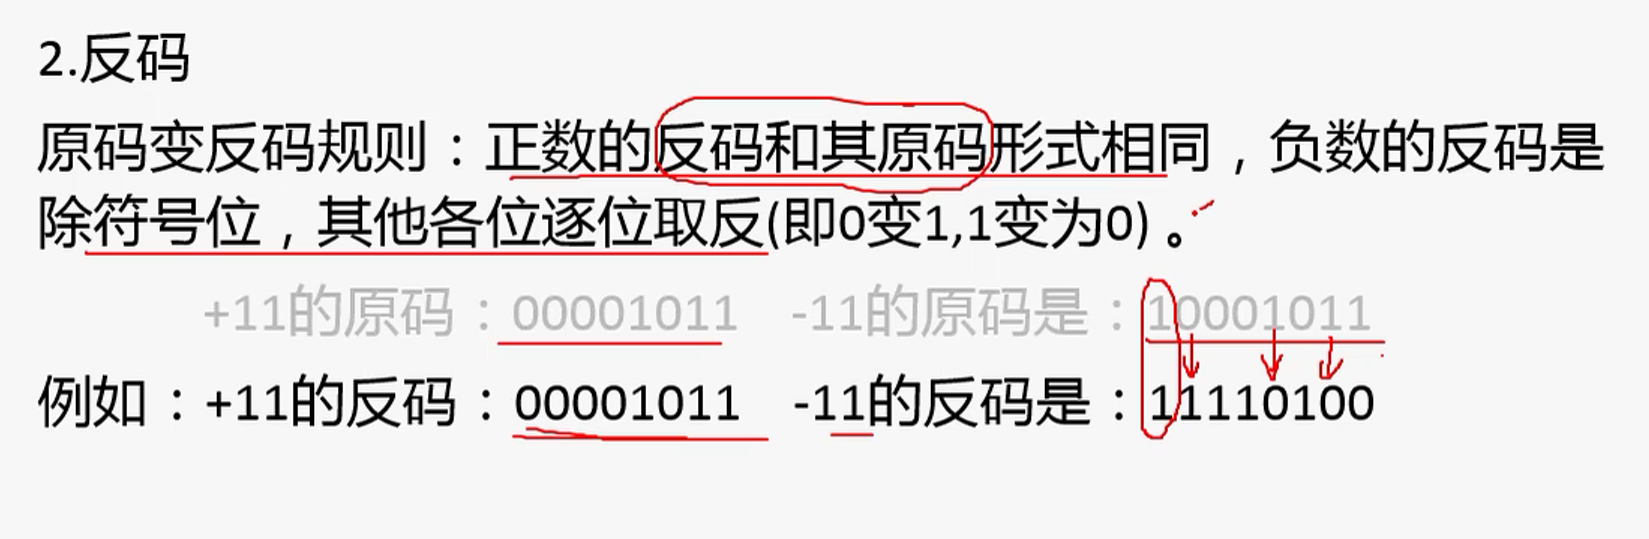 2.反码
原码变反码规则：正数的反码和其原码形式相同，负数的反码是
除符号位，其他各位逐位取反(即0变1,1变为0)。
+11的原码：00001011 -11的原码是：10001011
例如：+11的反码：00001011 -11的反码是：11110100